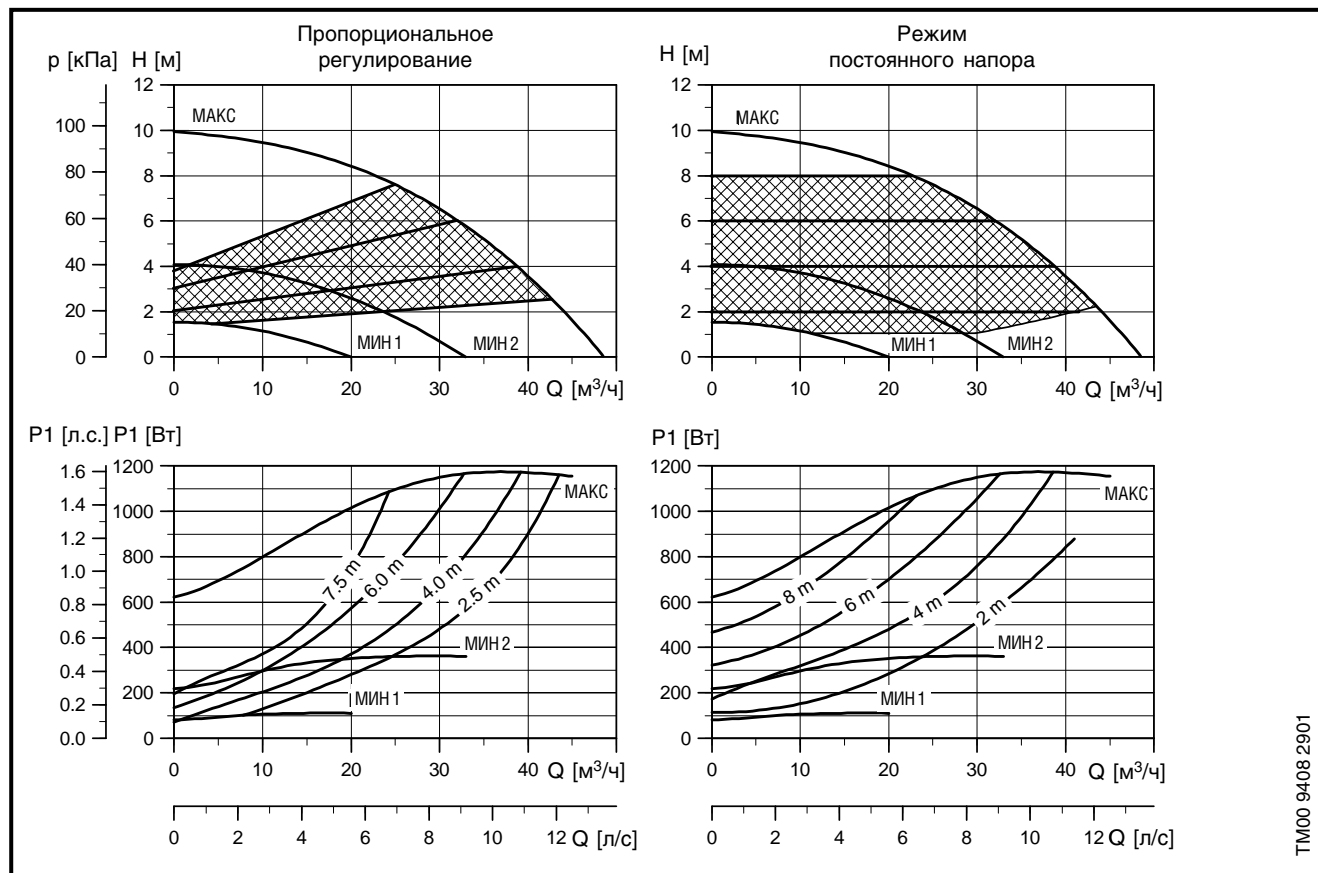 Пропорциональное
регулирование
p [кПа] H [м]
12
10
8
6
4
2
0
100
80
60
40
20
0
МАКС
МИН 1
МИН 2
0 10 20 30 40 Q [м³/ч]
Режим
постоянного напора
H [м]
12
10
8
6
4
2
0
МАКС
МИН 1
МИН 2
0 10 20 30 40 Q [м³/ч]
P1 [л.с.] P1 [Вт]
1.6
1.4
1.2
1.0
0.8
0.6
0.4
0.2
0.0
1200
1000
800
600
400
200
0
МАКС
7.5 m
6.0 m
4.0 m
2.5 m
МИН 2
МИН 1
0 10 20 30 40 Q [м³/ч]
0 2 4 6 8 10 12 Q [л/с]
P1 [Вт]
1200
1000
800
600
400
200
0
МАКС
8 m
6 m
4 m
2 m
МИН 2
МИН 1
0 10 20 30 40 Q [м³/ч]
0 2 4 6 8 10 12 Q [л/с]
TM00 9408 2901